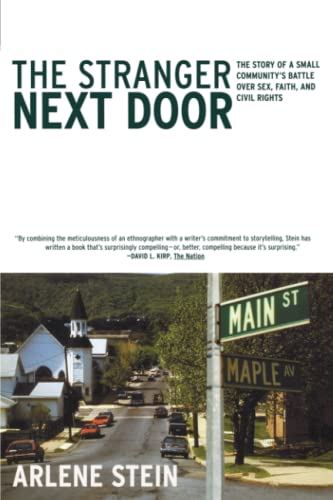 THE STRANGER
NEXT DOOR
THE STORY OF A SMALL
COMMUNITY'S BATTLE
OVER SEX, FAITH, AND
CIVIL RIGHTS
"By combining the meticulousness of an ethnographer with a writer's commitment to storytelling, Stein has
written a book that's surprisingly compelling—or, better, compelling because it's surprising."
—DAVID L. KIRP, The Nation
MAIN ST
MAPLE AV
ARLENE STEIN